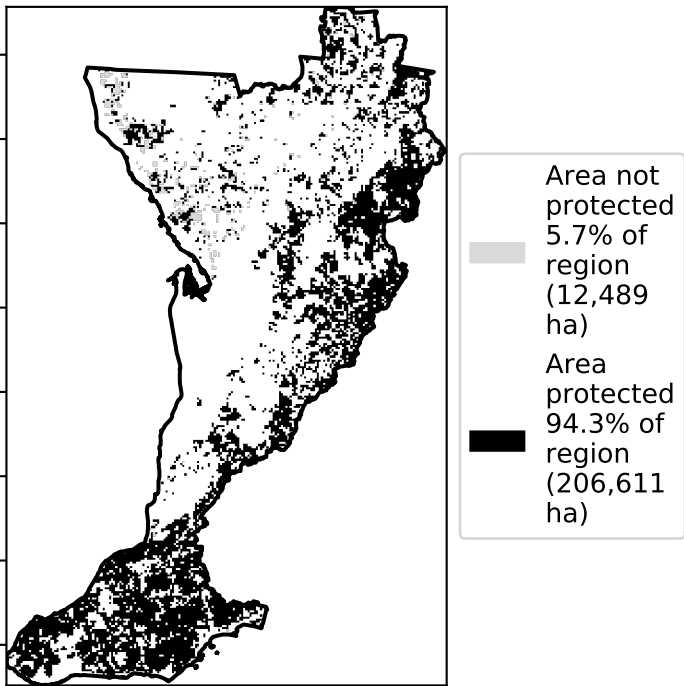 Area not
protected
5.7% of
region
(12,489
ha)
Area
protected
94.3% of
region
(206,611
ha)